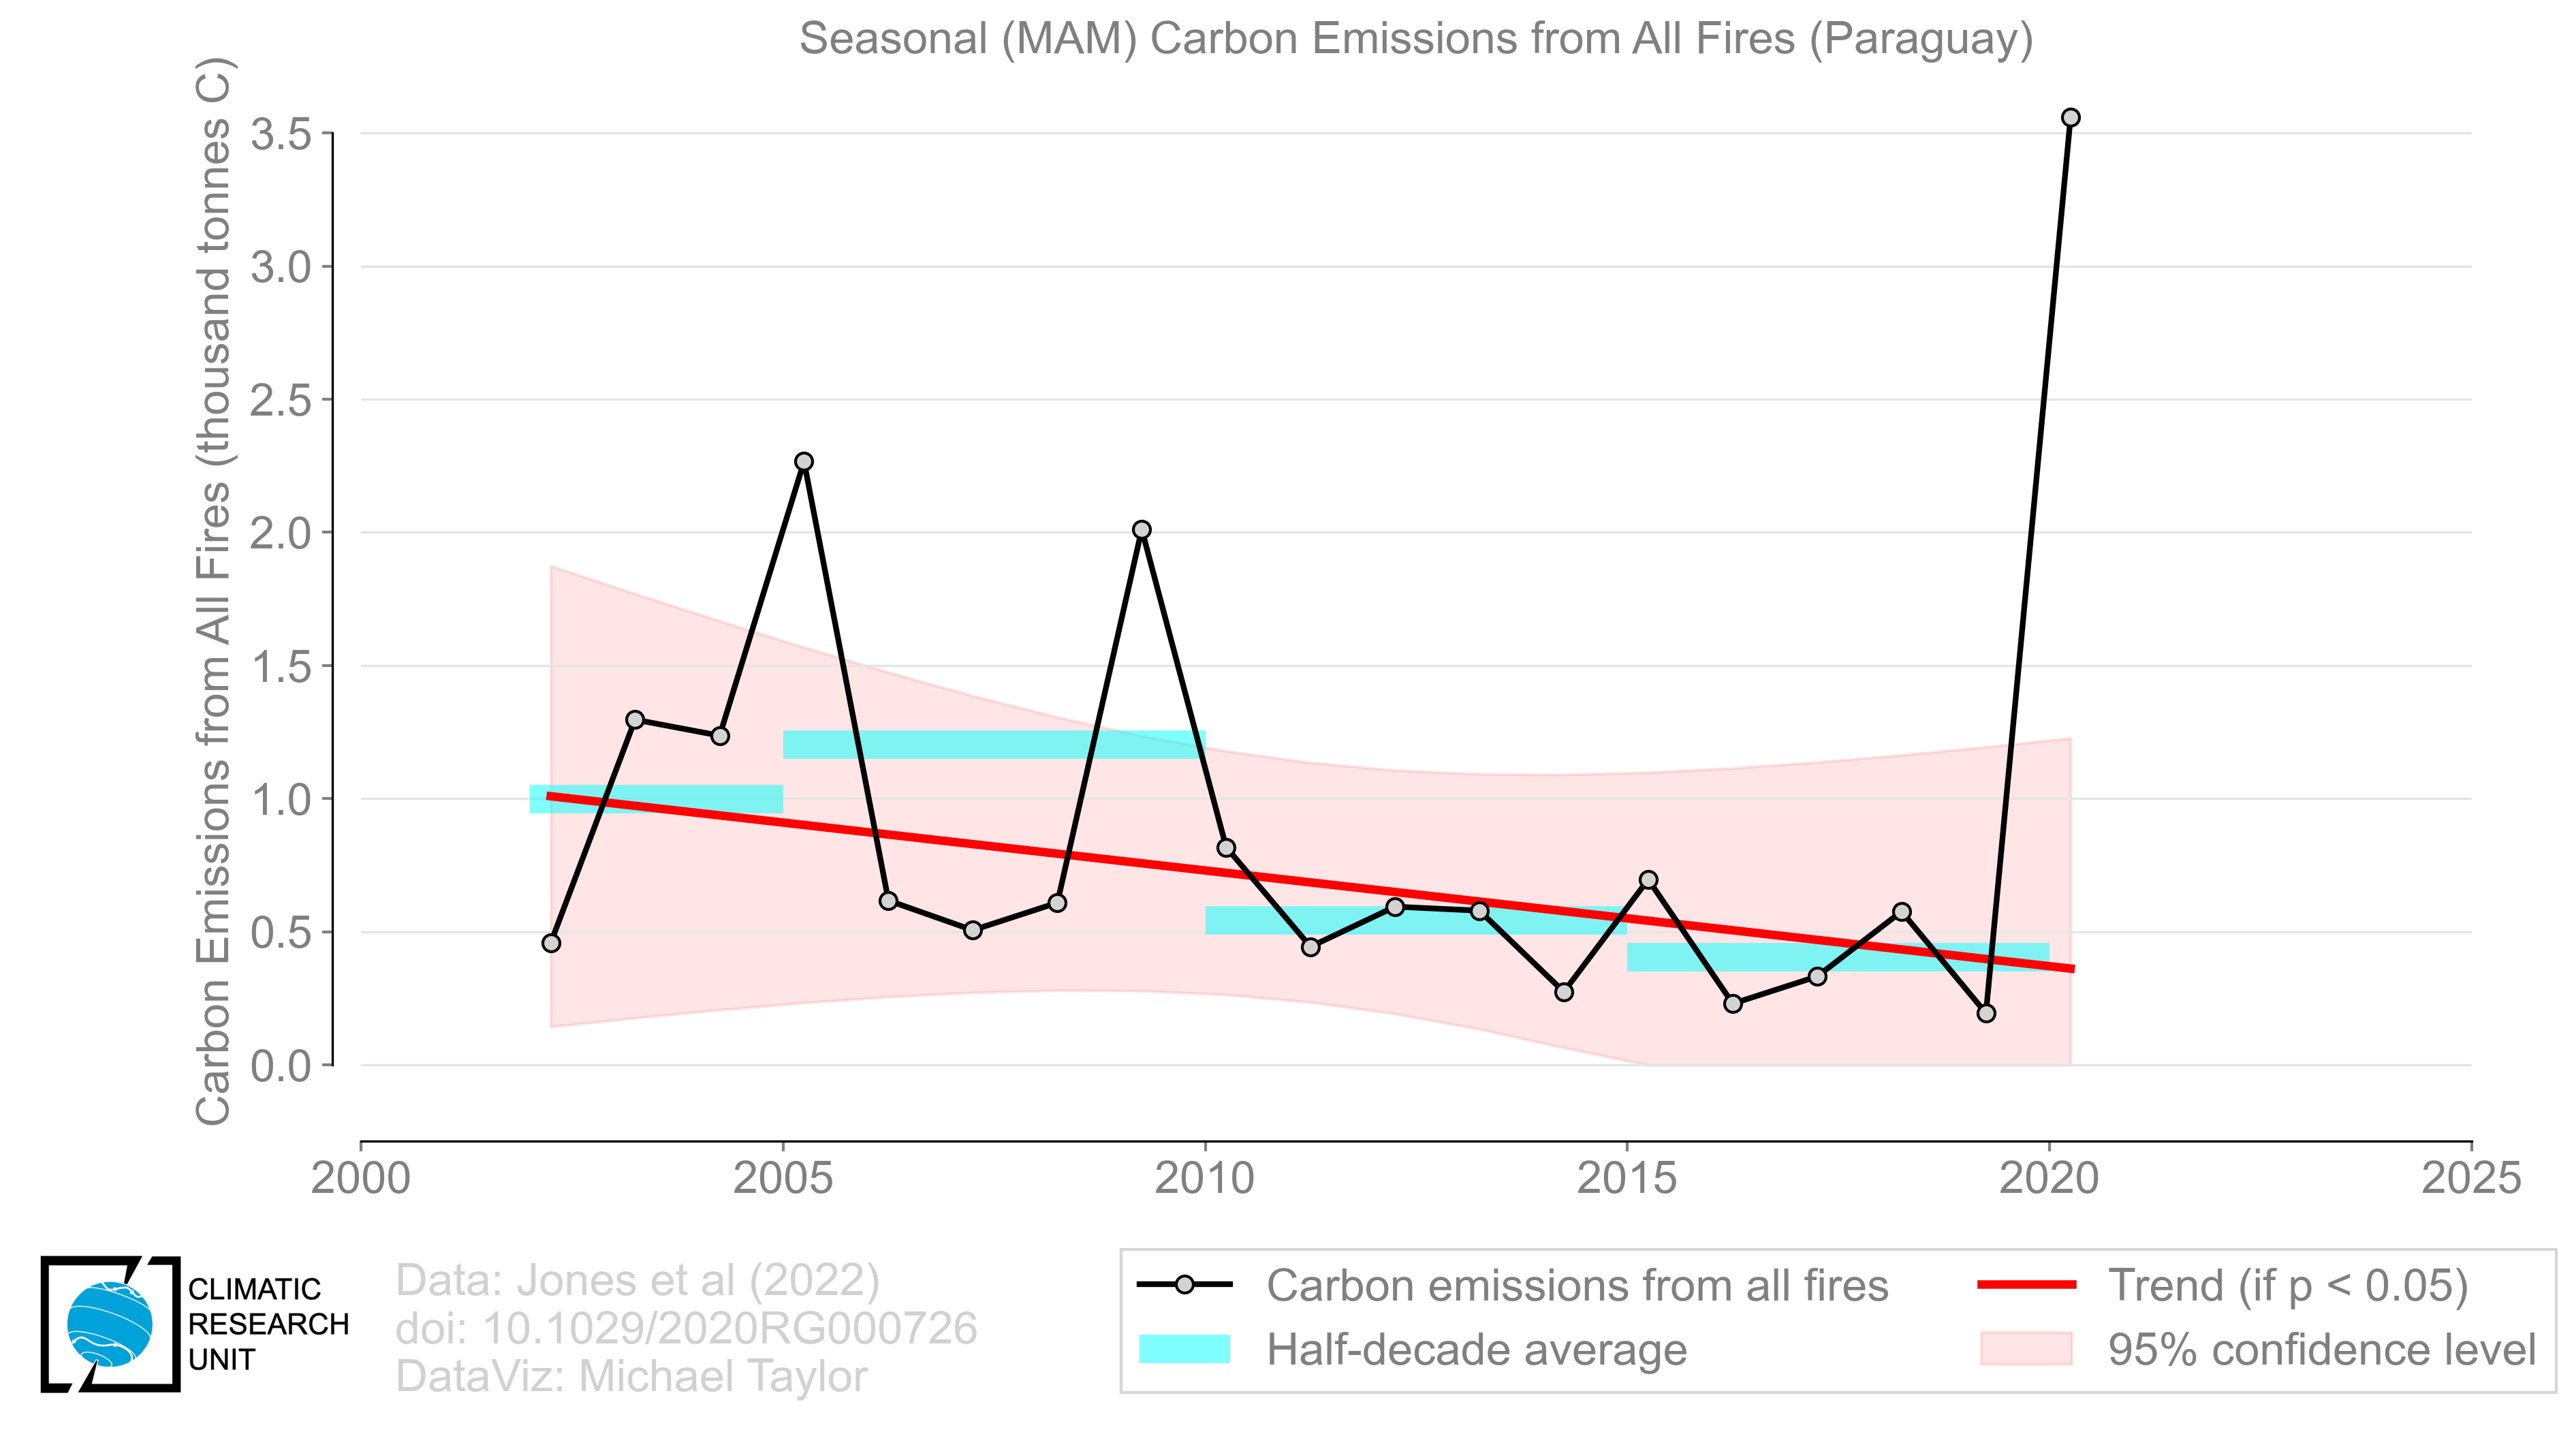 Seasonal (MAM) Carbon Emissions from All Fires (Paraguay)
Carbon Emissions from All Fires (thousand tonnes C)
3.5
3.0
2.5
2.0
1.5
1.0
0.5
0.0
2000 2005 2010 2015 2020 2025
CLIMATIC
RESEARCH
UNIT
Data: Jones et al (2022)
doi: 10.1029/2020RG000726
DataViz: Michael Taylor
Carbon emissions from all fires
Half-decade average
Trend (if p < 0.05)
95% confidence level